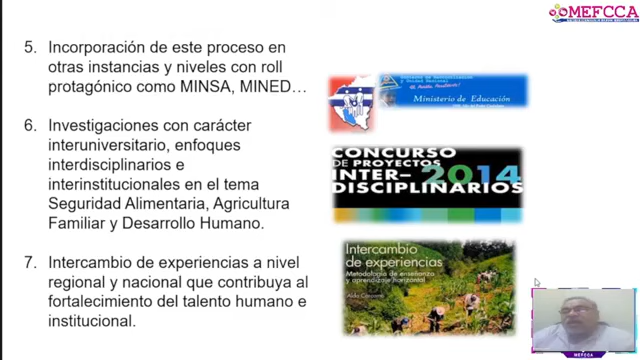 MEFCCA
5. Incorporación de este proceso en
otras instancias y niveles con roll
protagónico como MINSA, MINED…
Ministerio de Educación
6. Investigaciones con carácter
interuniversitario, enfoques
interdisciplinarios e
interinstitucionales en el tema
Seguridad Alimentaria, Agricultura
Familiar y Desarrollo Humano.
CONCURSO
DE PROYECTOS
INTER- 2014
DISCIPLINARIOS
7. Intercambio de experiencias a nivel
regional y nacional que contribuya al
fortalecimiento del talento humano e
institucional.
Intercambio
de experiencias
Metodología de enseñanza
y aprendizaje horizontal
MEFCCA